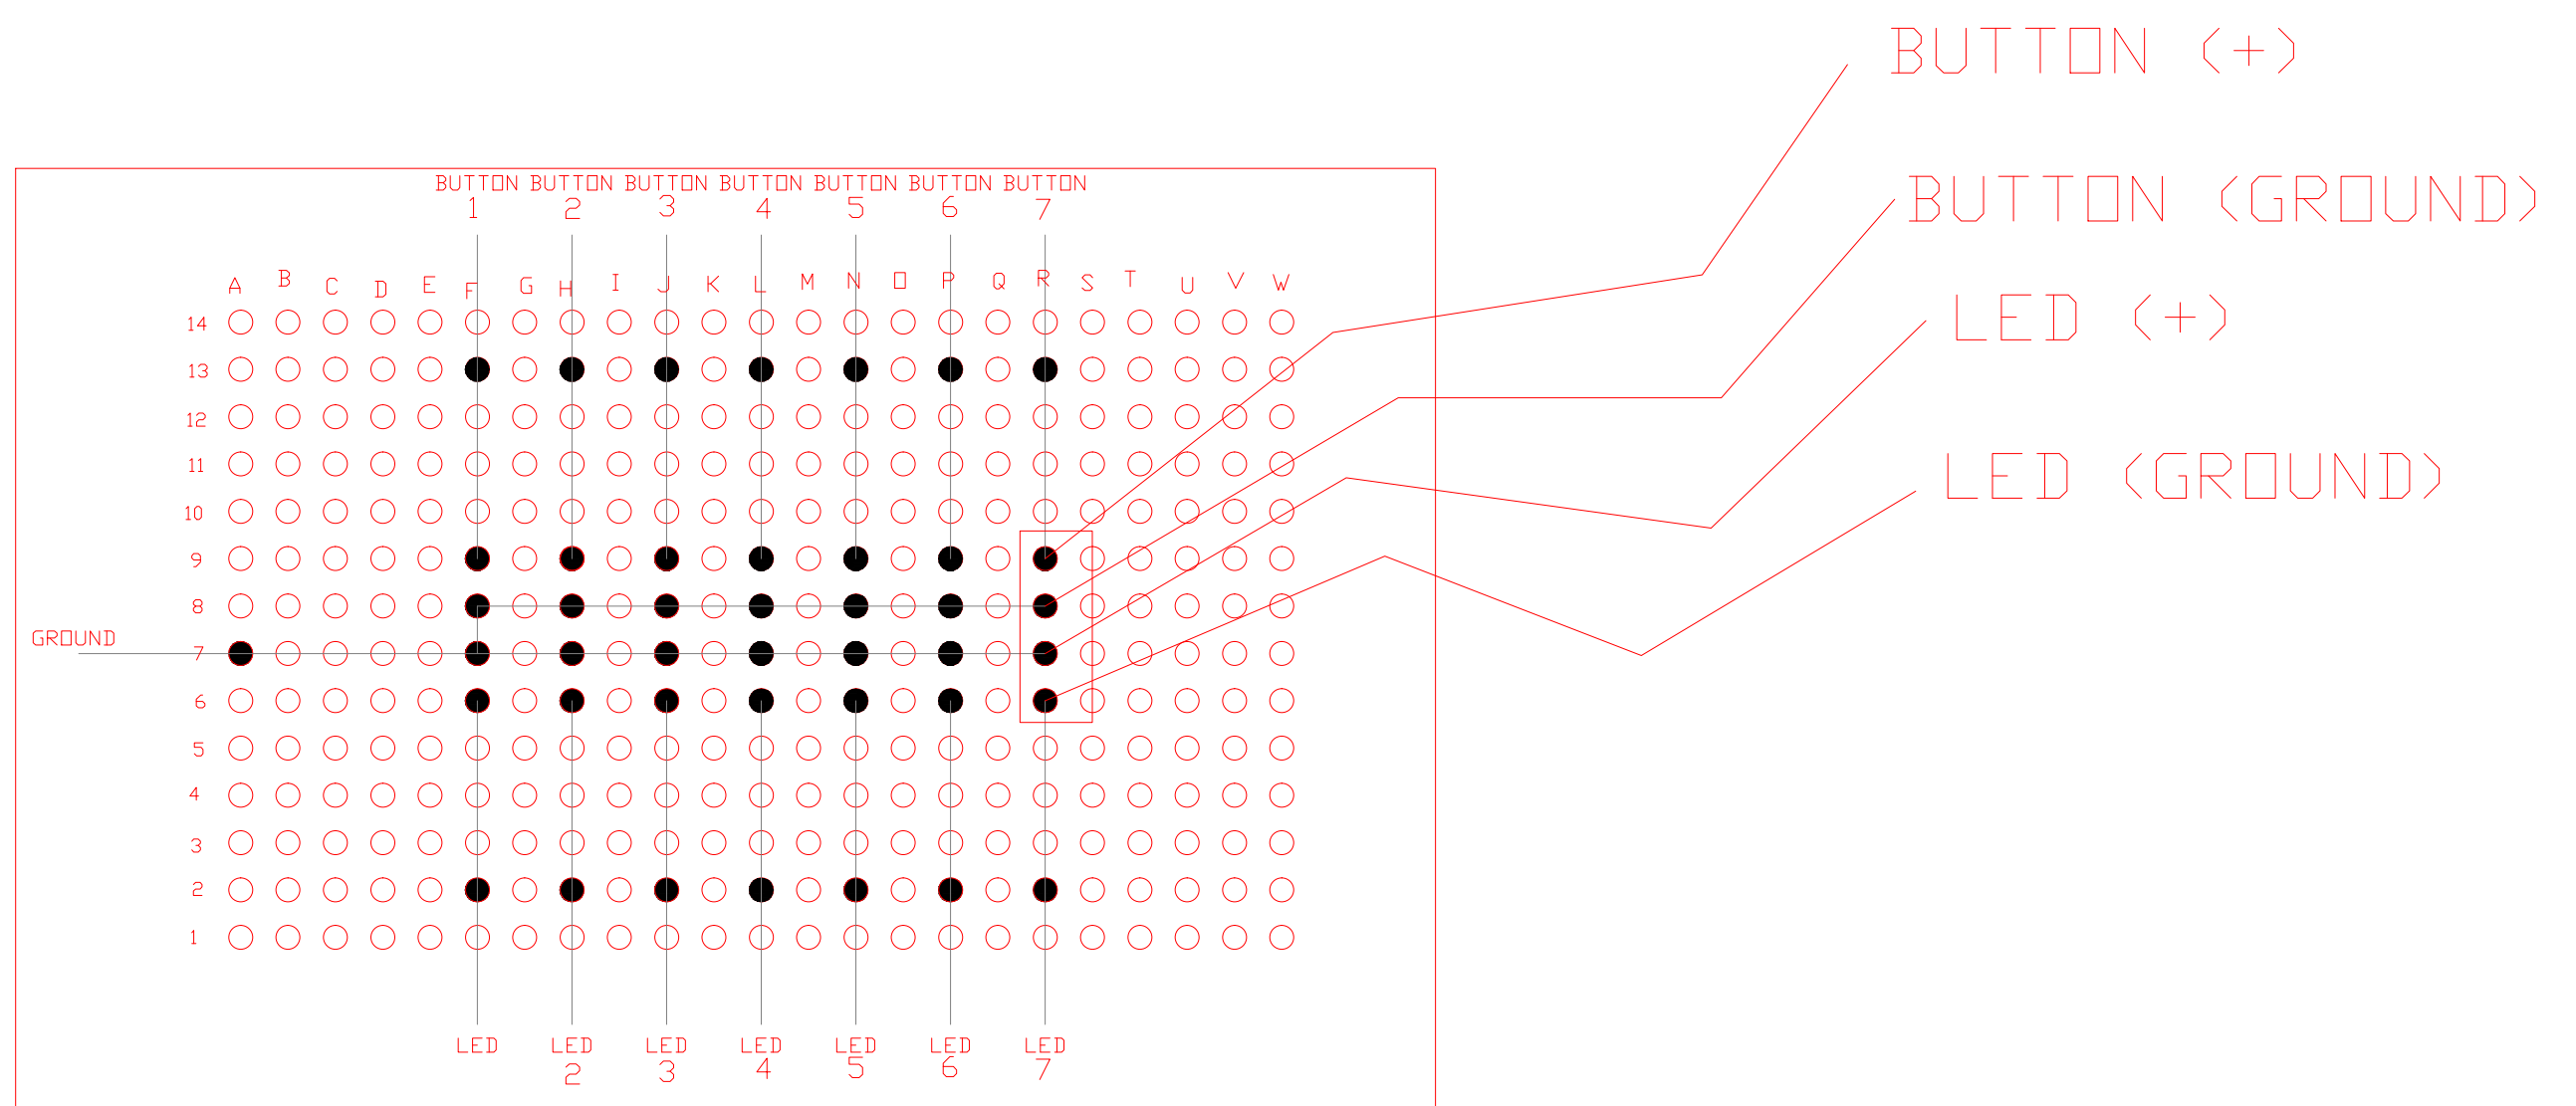 BUTTON (+)
BUTTON (GROUND)
BUTTON BUTTON BUTTON BUTTON BUTTON BUTTON BUTTON
1 2 3 4 5 6 7
A B C D E F G H I J K L M N O P Q R S T U V W
LED (+)
14
13
12
11
LED (GROUND)
10
9
8
GROUND
7
6
5
4
3
2
1
LED LED LED LED LED LED LED
2 3 4 5 6 7